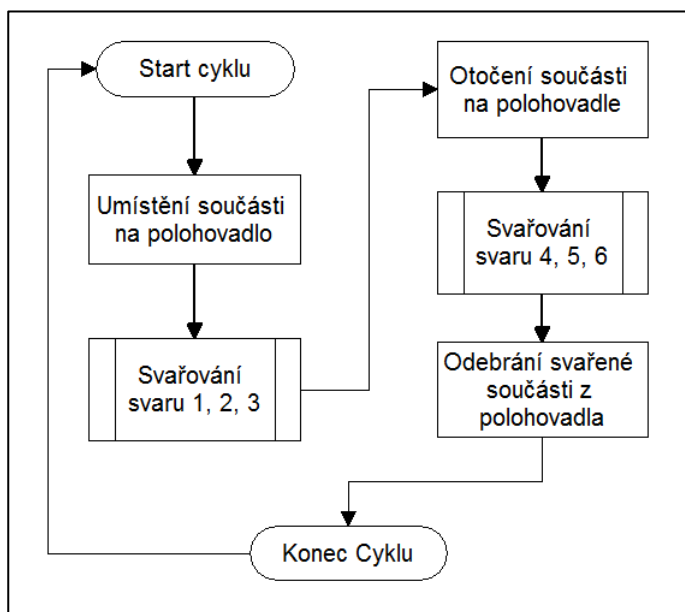 Start cyklu
Umístění součásti
na polohovadlo
Svařování
svaru 1, 2, 3
Otočení součásti
na polohovadle
Svařování
svaru 4, 5, 6
Odebrání svařené
součásti z
polohovadla
Konec Cyklu